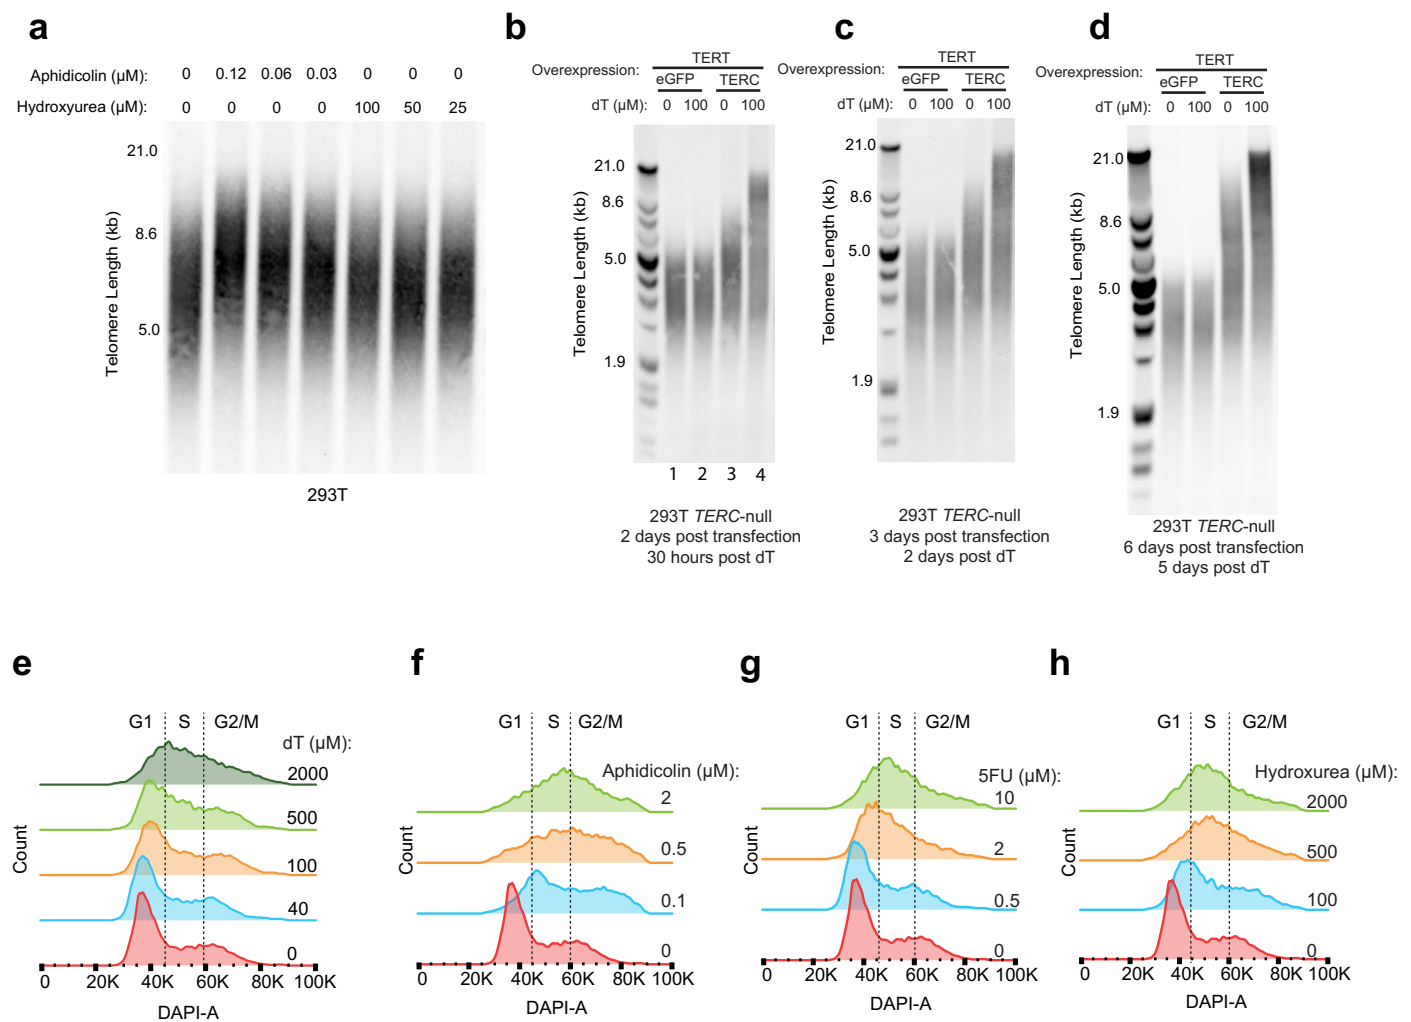 a
Aphidicolin (µM): 0 0.12 0.06 0.03 0 0 0
Hydroxyurea (µM): 0 0 0 0 100 50 25
Telomere Length (kb)
21.0
8.6
5.0
293T
b
TERT
Overexpression:
eGFP TERC
dT (µM): 0 100 0 100
Telomere Length (kb)
21.0
8.6
5.0
1.9
1 2 3 4
293T TERC-null
2 days post transfection
30 hours post dT
c
TERT
Overexpression:
eGFP TERC
dT (µM): 0 100 0 100
Telomere Length (kb)
21.0
8.6
5.0
1.9
293T TERC-null
3 days post transfection
2 days post dT
d
TERT
Overexpression:
eGFP TERC
dT (µM): 0 100 0 100
Telomere Length (kb)
21.0
8.6
5.0
1.9
293T TERC-null
6 days post transfection
5 days post dT
e
G1 S G2/M
dT (µM):
2000
500
100
40
0
Count
0 20K 40K 60K 80K 100K
DAPI-A
f
G1 S G2/M
Aphidicolin (µM):
2
0.5
0.1
0
Count
0 20K 40K 60K 80K 100K
DAPI-A
g
G1 S G2/M
5FU (µM):
10
2
0.5
0
Count
0 20K 40K 60K 80K 100K
DAPI-A
h
G1 S G2/M
Hydroxurea (µM):
2000
500
100
0
Count
0 20K 40K 60K 80K 100K
DAPI-A